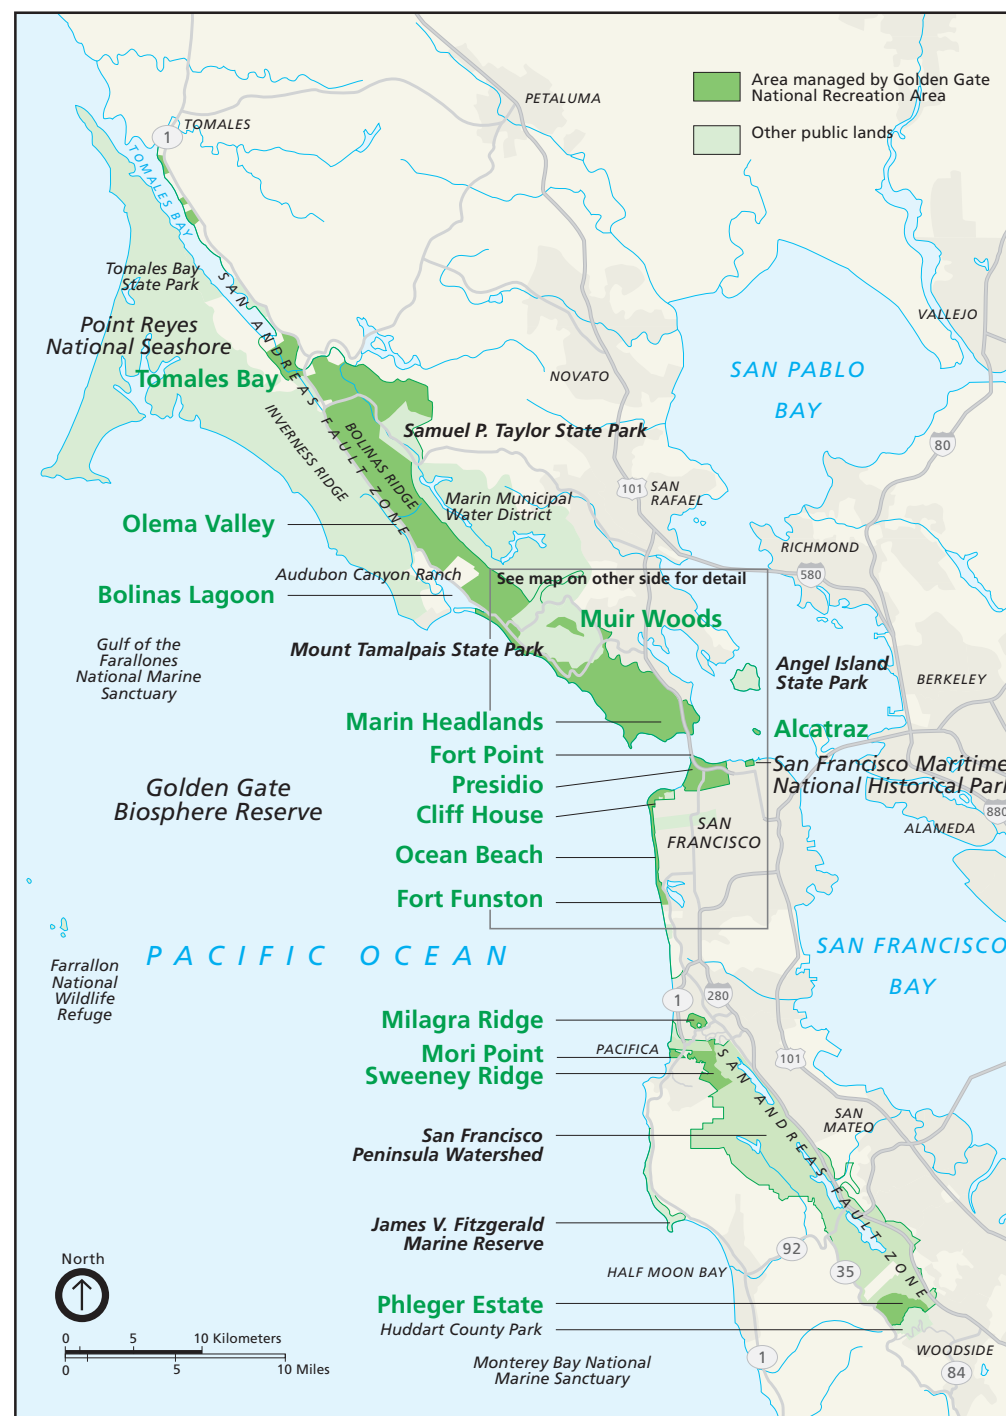 Area managed by Golden Gate
National Recreation Area
Other public lands
PETALUMA
TOMALES
1
TOMALES BAY
Tomales Bay
State Park
SAN ANDREAS FAULT ZONE
VALLEJO
Point Reyes
National Seashore
Tomales Bay
SAN PABLO
BAY
NOVATO
INVERNESS RIDGE
BOLINAS RIDGE
Samuel P. Taylor State Park
80
101
SAN
RAFAEL
Marin Municipal
Water District
Olema Valley
RICHMOND
580
Audubon Canyon Ranch
See map on other side for detail
Bolinas Lagoon
Muir Woods
Gulf of the
Farallones
National Marine
Sanctuary
Mount Tamalpais State Park
Angel Island
State Park
BERKELEY
Marin Headlands
Alcatraz
Fort Point
San Francisco Maritime
National Historical Park
Presidio
Golden Gate
Biosphere Reserve
Cliff House
880
SAN
FRANCISCO
ALAMEDA
Ocean Beach
Fort Funston
PACIFIC OCEAN
SAN FRANCISCO
BAY
Farrallon
National
Wildlife
Refuge
1
280
Milagra Ridge
Mori Point
PACIFICA
101
Sweeney Ridge
SAN ANDREAS FAULT ZONE
SAN
MATEO
San Francisco
Peninsula Watershed
James V. Fitzgerald
Marine Reserve
92
North
HALF MOON BAY
35
Phleger Estate
Huddart County Park
0 5 10 Kilometers
0 5 10 Miles
WOODSIDE
1
84
Monterey Bay National
Marine Sanctuary